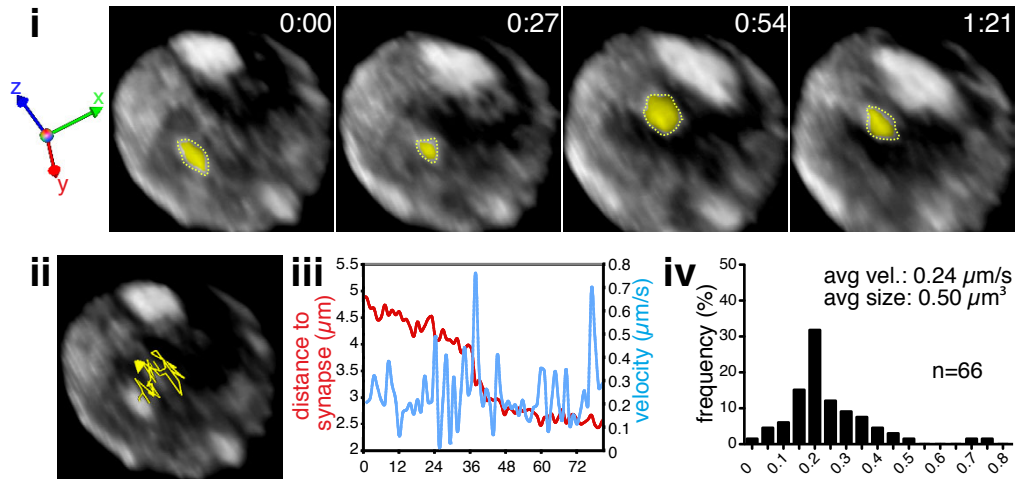 i
0:00
0:27
0:54
1:21
z
x
y
ii
iii
5.5
5
4.5
4
3.5
3
2.5
2
distance to
synapse (µm)
0.8
0.7
0.6
0.5
0.4
0.3
0.2
0.1
0
velocity (µm/s)
0 12 24 36 48 60 72
iv
avg vel.: 0.24 µm/s
avg size: 0.50 µm³
n=66
frequency (%)
50
40
30
20
10
0
0 0.1 0.2 0.3 0.4 0.5 0.6 0.7 0.8